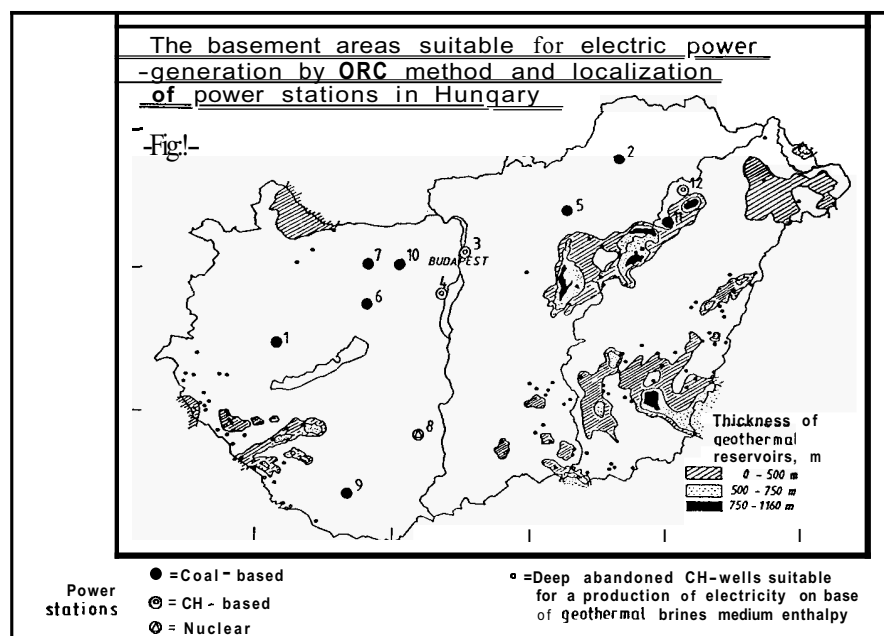 The basement areas suitable for electric power
-generation by ORC method and localization
of power stations in Hunqary
-Fig:!-
2
12
5
11
3
7
10
BUDAPEST
4
6
1
8
9
Thickness of
geothermal
reservoirs, m
0 - 500 m
500 - 750 m
750 - 1160 m
Power
stations
=Coal-based
=CH- based
= Nuclear
=Deep abandoned CH-wells suitable
for a production of electricity on base
of geothermal brines medium enthalpy